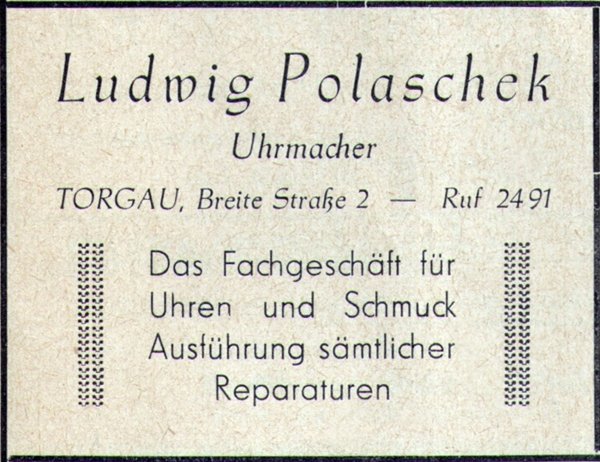 Ludwig Polaschek
Uhrmacher
TORGAU, Breite Straße 2 — Ruf 2491
Das Fachgeschäft für
Uhren und Schmuck
Ausführung sämtlicher
Reparaturen